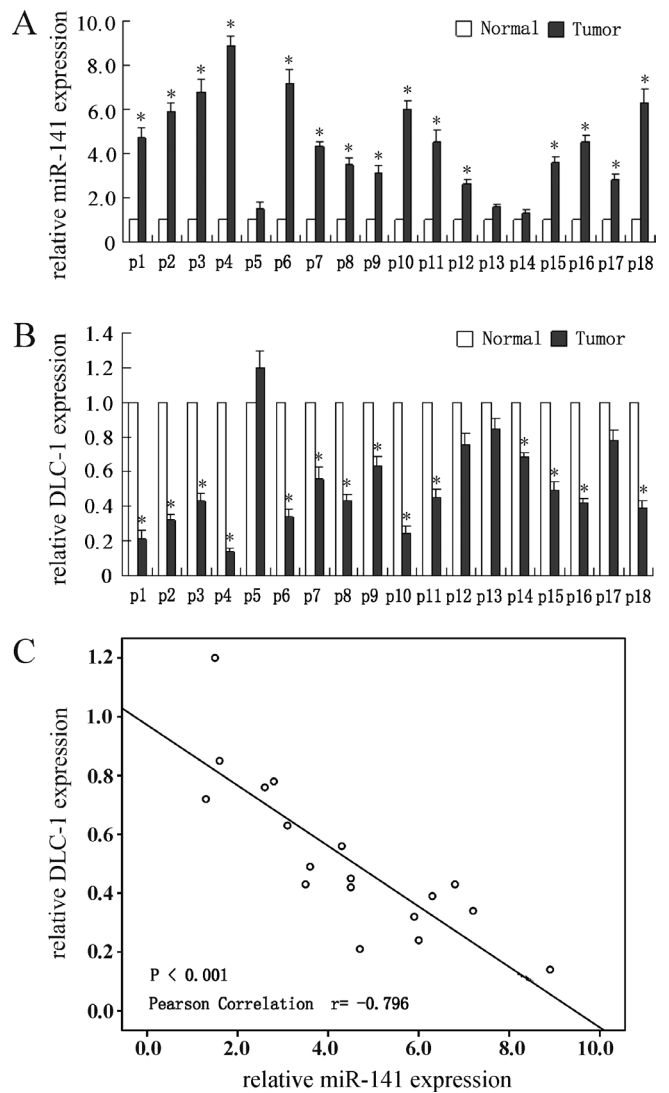 A
Normal Tumor
relative miR-141 expression
10.0
8.0
6.0
4.0
2.0
0
* * * * * * * * * * * * * * *
p1 p2 p3 p4 p5 p6 p7 p8 p9 p10 p11 p12 p13 p14 p15 p16 p17 p18
B
Normal Tumor
relative DLC-1 expression
1.4
1.2
1.0
0.8
0.6
0.4
0.2
0
* * * * * * * * * * * * * *
p1 p2 p3 p4 p5 p6 p7 p8 p9 p10 p11 p12 p13 p14 p15 p16 p17 p18
C
relative DLC-1 expression
1.2
1.0
0.8
0.6
0.4
0.2
0.0
P < 0.001
Pearson Correlation r= -0.796
0.0 2.0 4.0 6.0 8.0 10.0
relative miR-141 expression